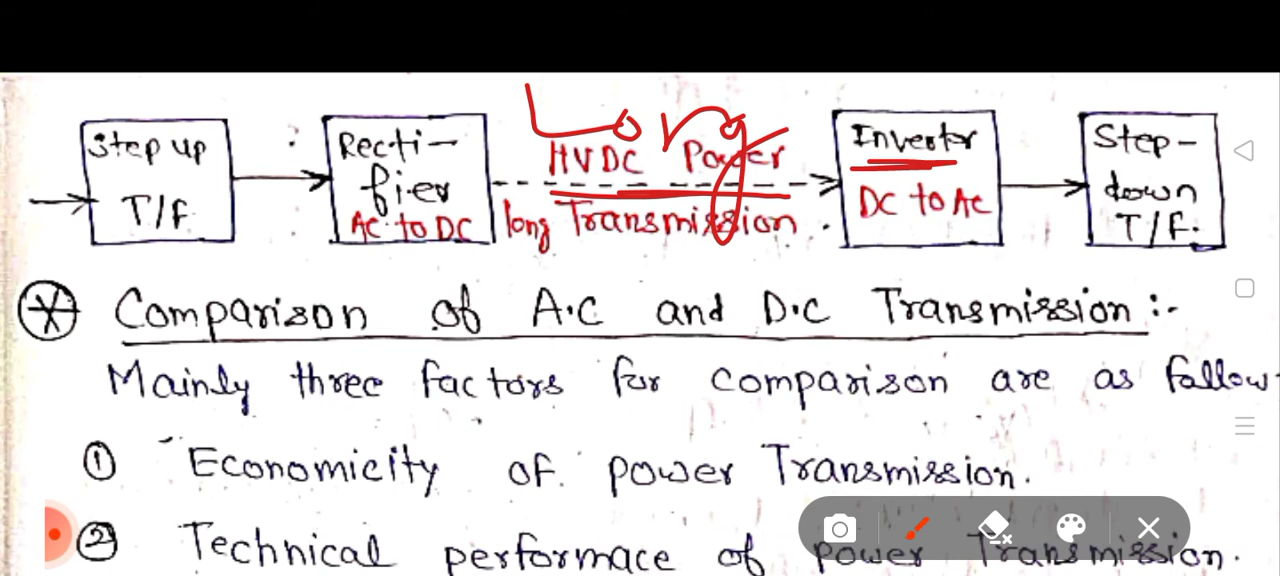 Long
Step up
T/f
Recti-
fier
AC to DC
HVDC Power
long Transmission
Invester
DC to AC
Step-
down
T/f.
Comparison of A.C and D.C Transmission :-
Mainly three factors for comparison are as follow-
① Economicity of power Transmission.
② Technical performace of power Transmission.